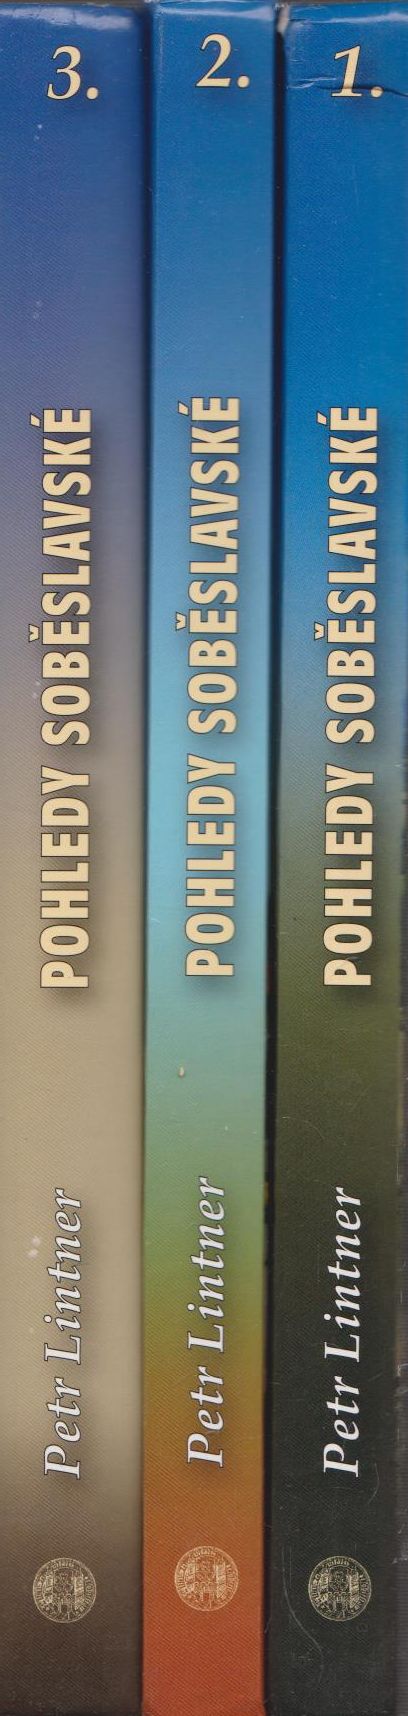 3.
POHLEDY SOBĚSLAVSKÉ
Petr Lintner
2.
POHLEDY SOBĚSLAVSKÉ
Petr Lintner
1.
POHLEDY SOBĚSLAVSKÉ
Petr Lintner